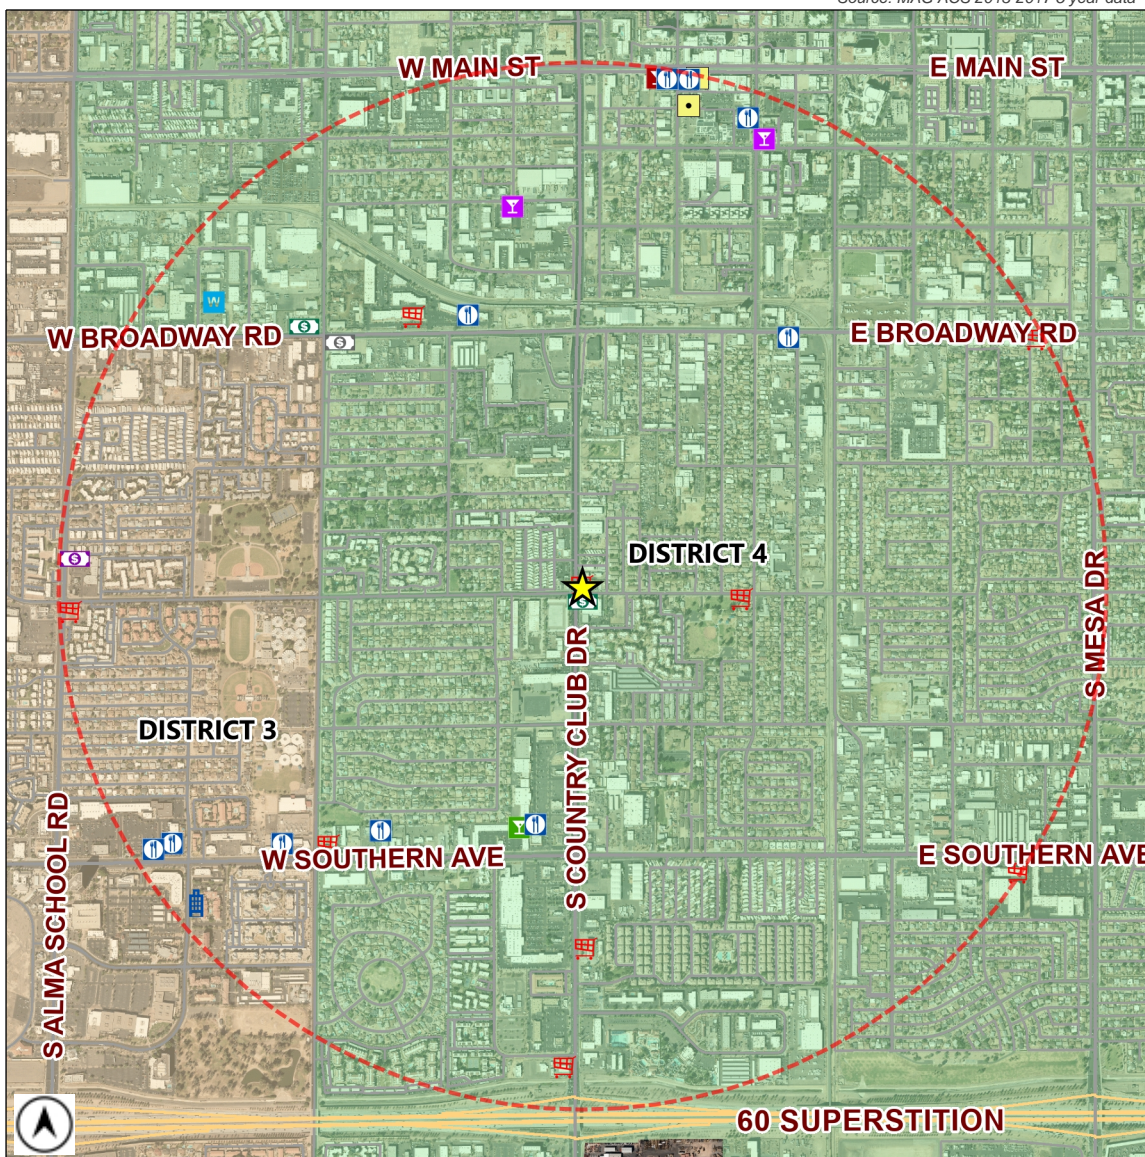 W MAIN ST
E MAIN ST
W BROADWAY RD
E BROADWAY RD
DISTRICT 4
S MESA DR
S COUNTRY CLUB DR
DISTRICT 3
S ALMA SCHOOL RD
W SOUTHERN AVE
E SOUTHERN AVE
60 SUPERSTITION